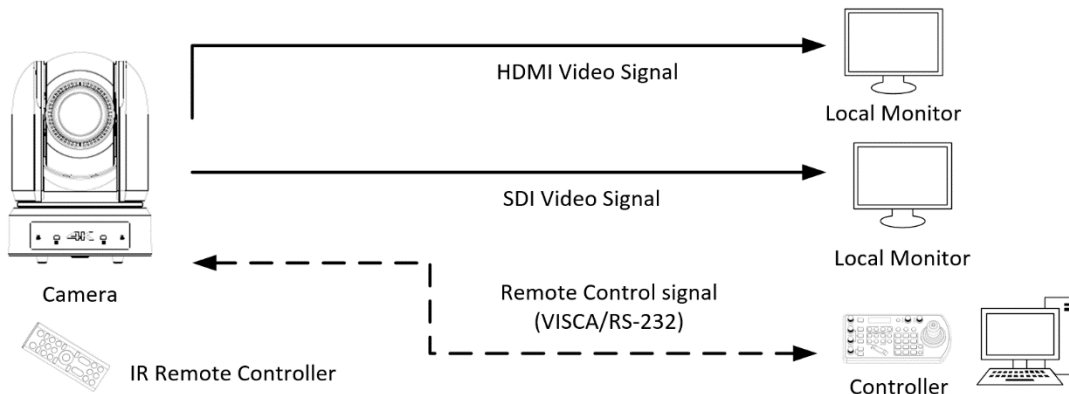 HDMI Video Signal
Local Monitor
SDI Video Signal
Local Monitor
Camera
Remote Control signal
(VISCA/RS-232)
IR Remote Controller
Controller